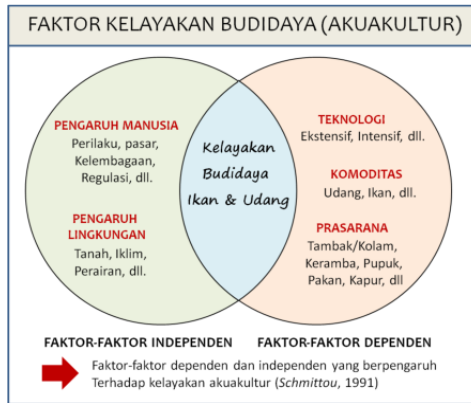 FAKTOR KELAYAKAN BUDIDAYA (AKUAKULTUR)
PENGARUH MANUSIA
Perilaku, pasar,
Kelembagaan,
Regulasi, dll.
PENGARUH
LINGKUNGAN
Tanah, Iklim,
Perairan, dll.
Kelayakan
Budidaya
Ikan & Udang
TEKNOLOGI
Ekstensif, Intensif, dll.
KOMODITAS
Udang, Ikan, dll.
PRASARANA
Tambak/Kolam,
Keramba, Pupuk,
Pakan, Kapur, dll
FAKTOR-FAKTOR INDEPENDEN
FAKTOR-FAKTOR DEPENDEN
Faktor-faktor dependen dan independen yang berpengaruh
Terhadap kelayakan akuakultur (Schmittou, 1991)